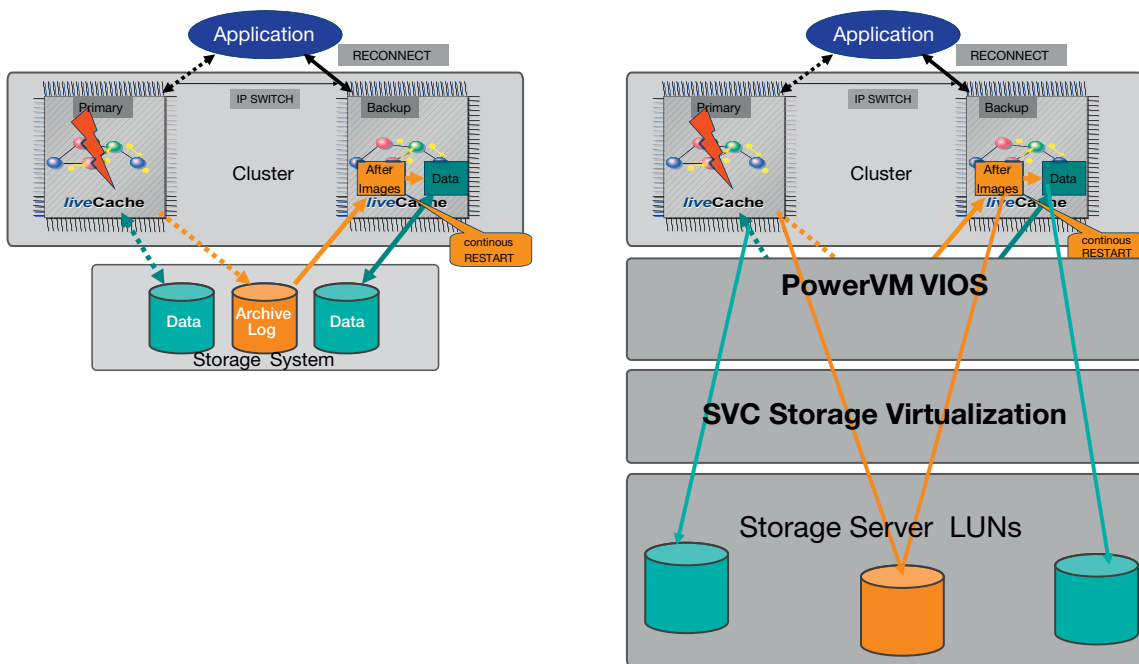 Application
RECONNECT
Primary
IP SWITCH
Backup
Cluster
After
Images
Data
liveCache
liveCache
continous
RESTART
Data
Archive
Log
Data
Storage System
Application
RECONNECT
Primary
IP SWITCH
Backup
Cluster
After
Images
Data
liveCache
liveCache
continous
RESTART
PowerVM VIOS
SVC Storage Virtualization
Storage Server LUNs